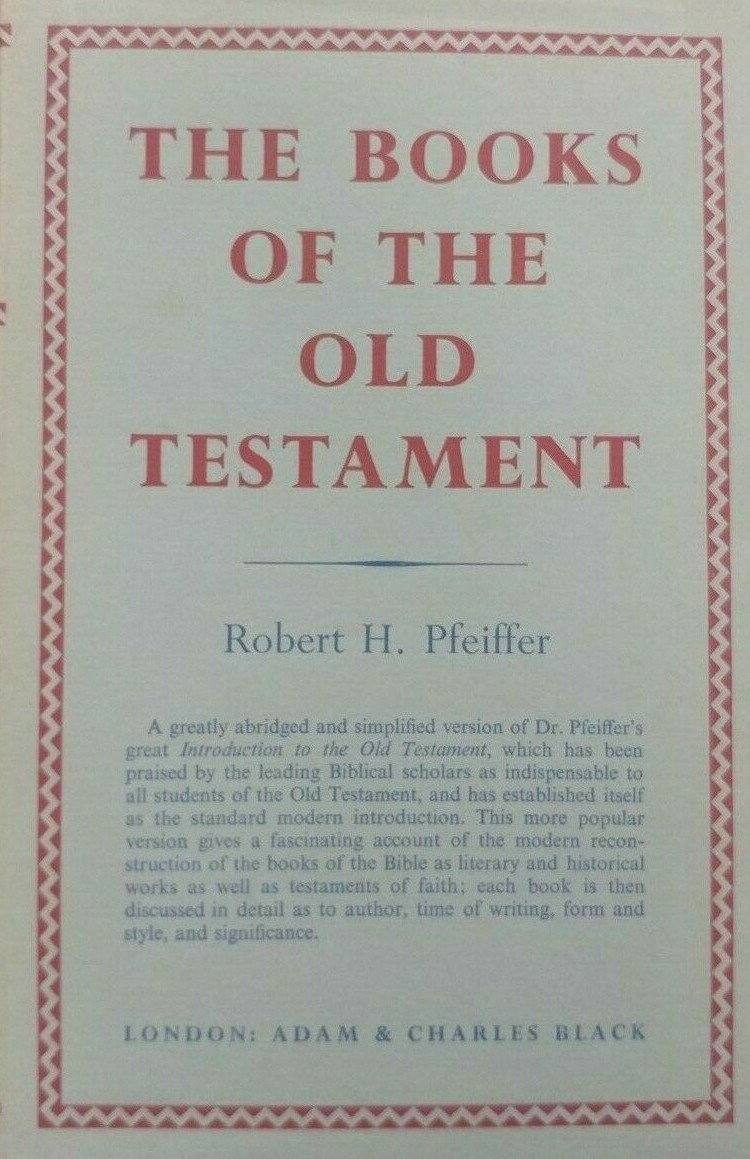 THE BOOKS
OF THE
OLD
TESTAMENT
Robert H. Pfeiffer
A greatly abridged and simplified version of Dr. Pfeiffer's
great Introduction to the Old Testament, which has been
praised by the leading Biblical scholars as indispensable to
all students of the Old Testament, and has established itself
as the standard modern introduction. This more popular
version gives a fascinating account of the modern recon-
struction of the books of the Bible as literary and historical
works as well as testaments of faith; each book is then
discussed in detail as to author, time of writing, form and
style, and significance.
LONDON: ADAM & CHARLES BLACK